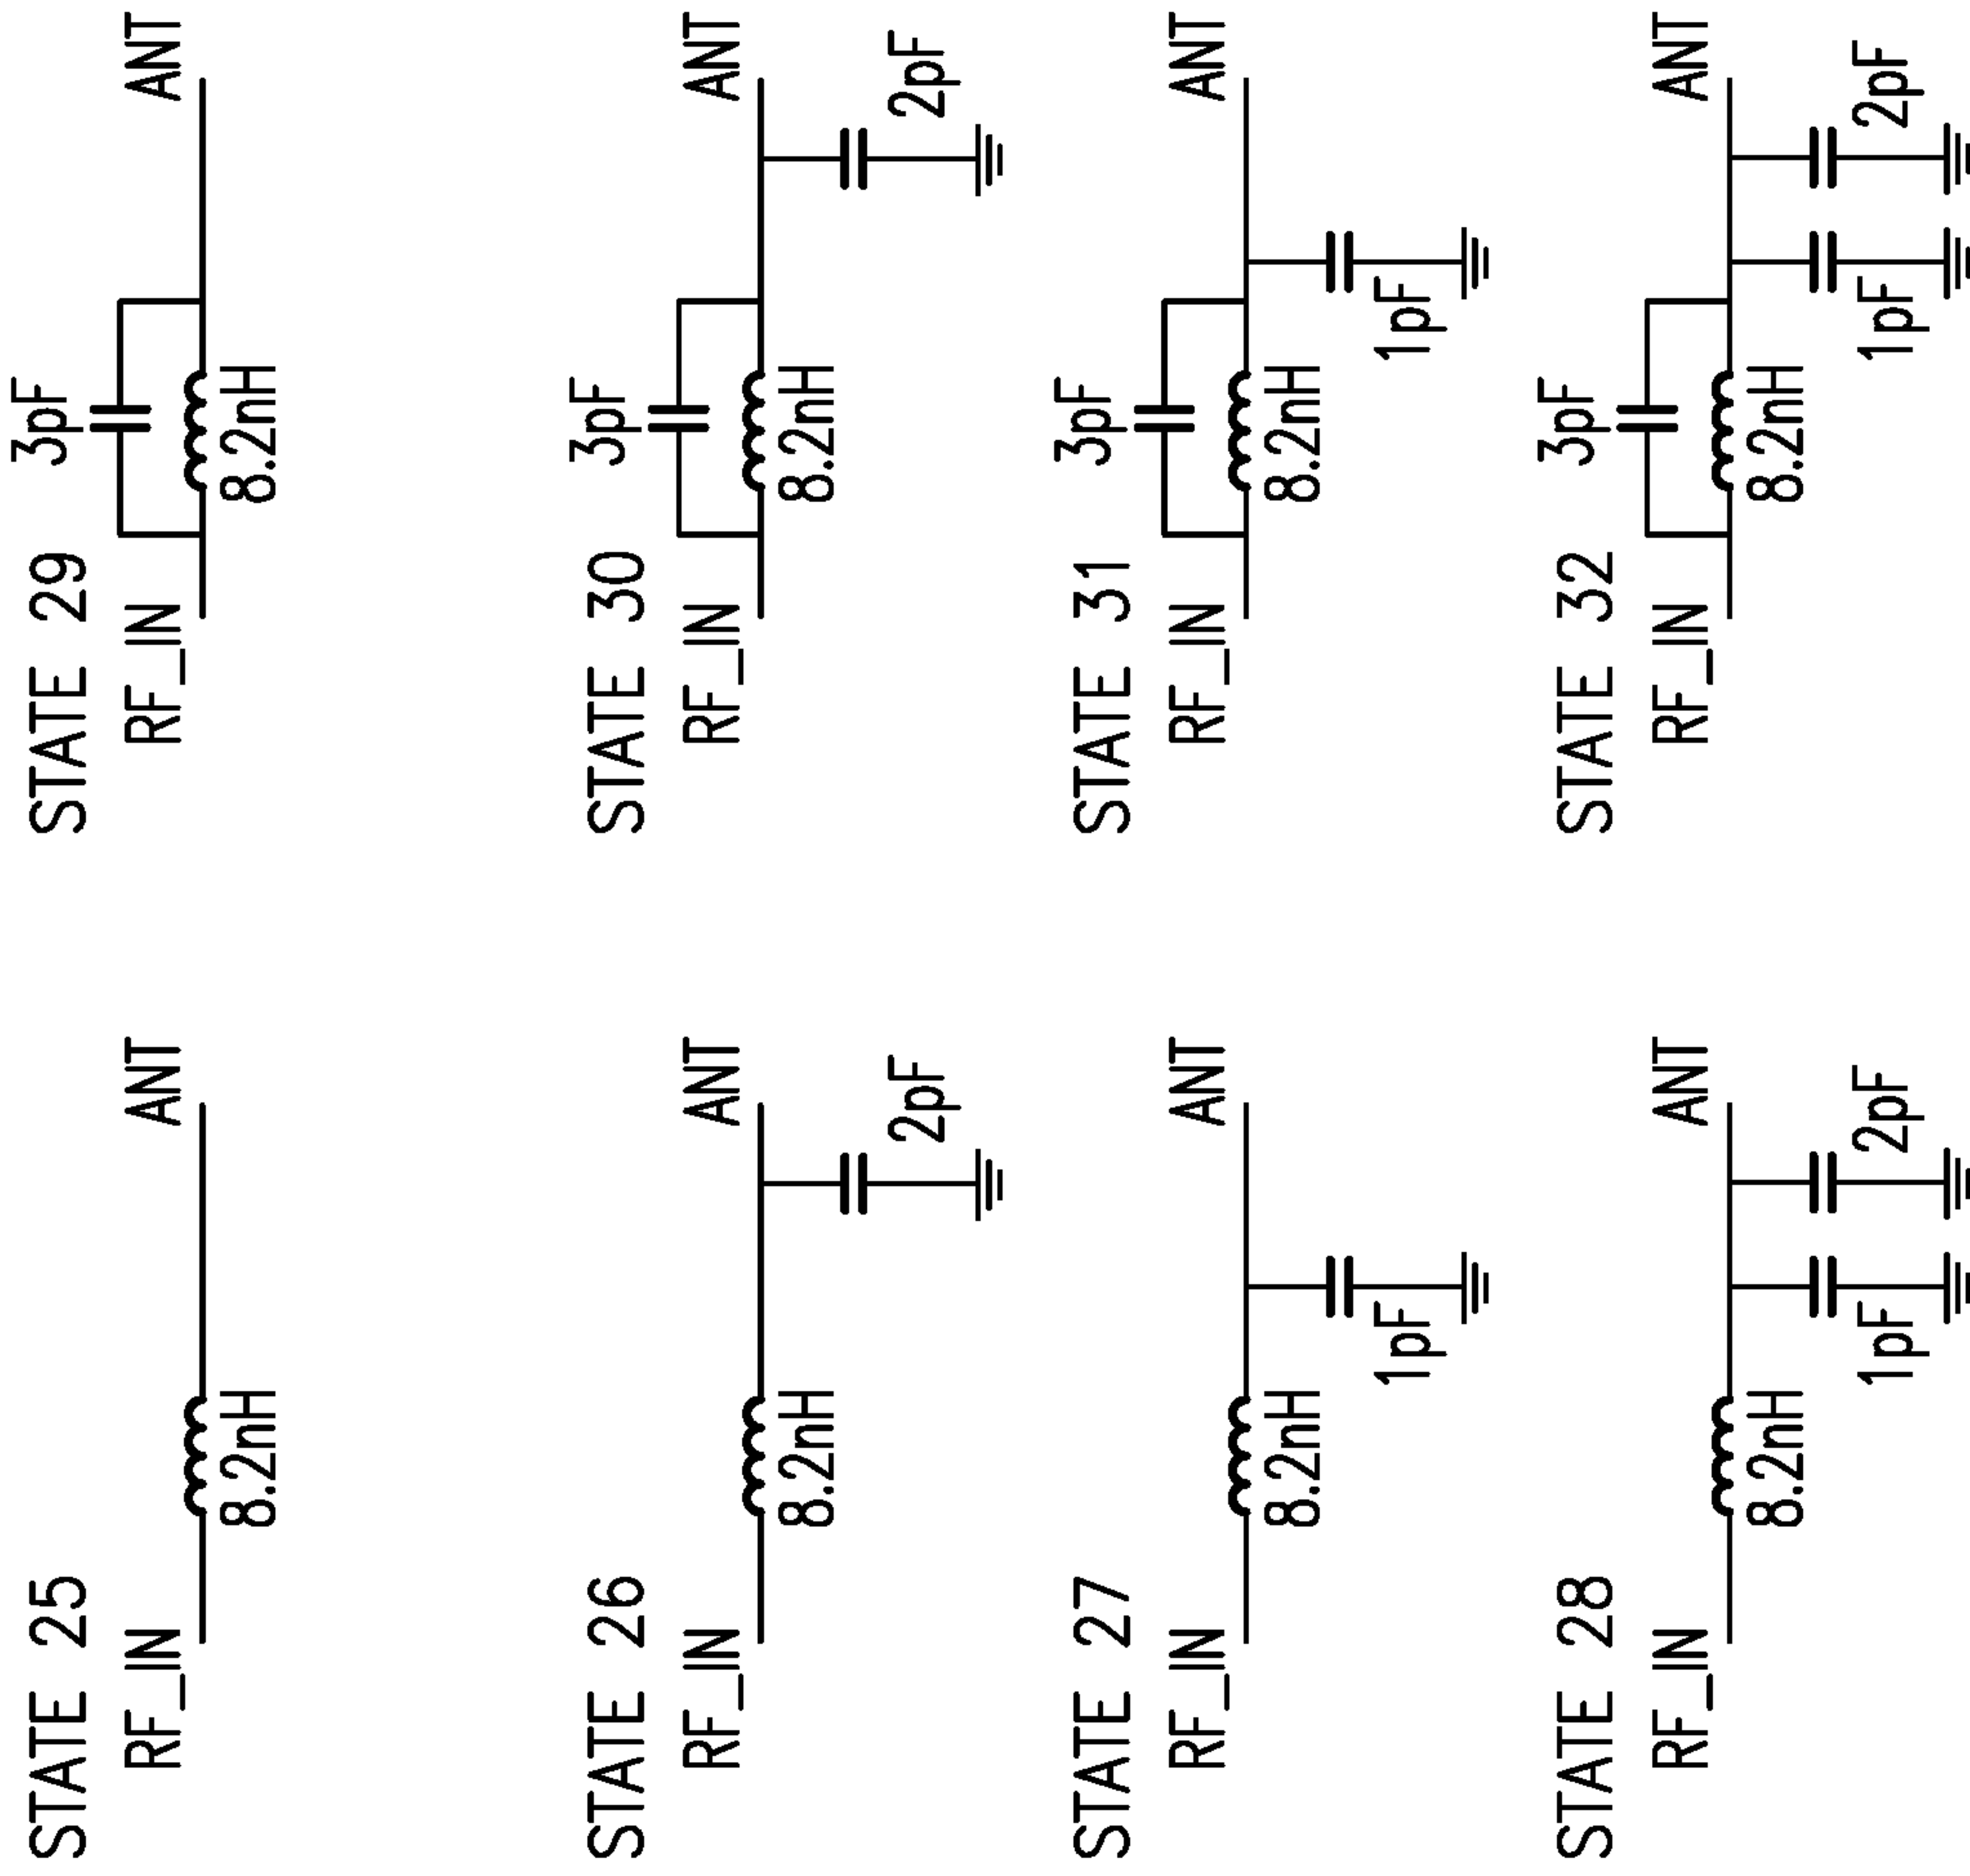 STATE 25
RF_IN
ANT
8.2nH
STATE 29
3pF
RF_IN
ANT
8.2nH
STATE 26
RF_IN
ANT
8.2nH
2pF
STATE 30
3pF
RF_IN
ANT
8.2nH
2pF
STATE 27
RF_IN
ANT
8.2nH
1pF
STATE 31
3pF
RF_IN
ANT
8.2nH
1pF
STATE 28
RF_IN
ANT
8.2nH
1pF
2pF
STATE 32
3pF
RF_IN
ANT
8.2nH
1pF
2pF